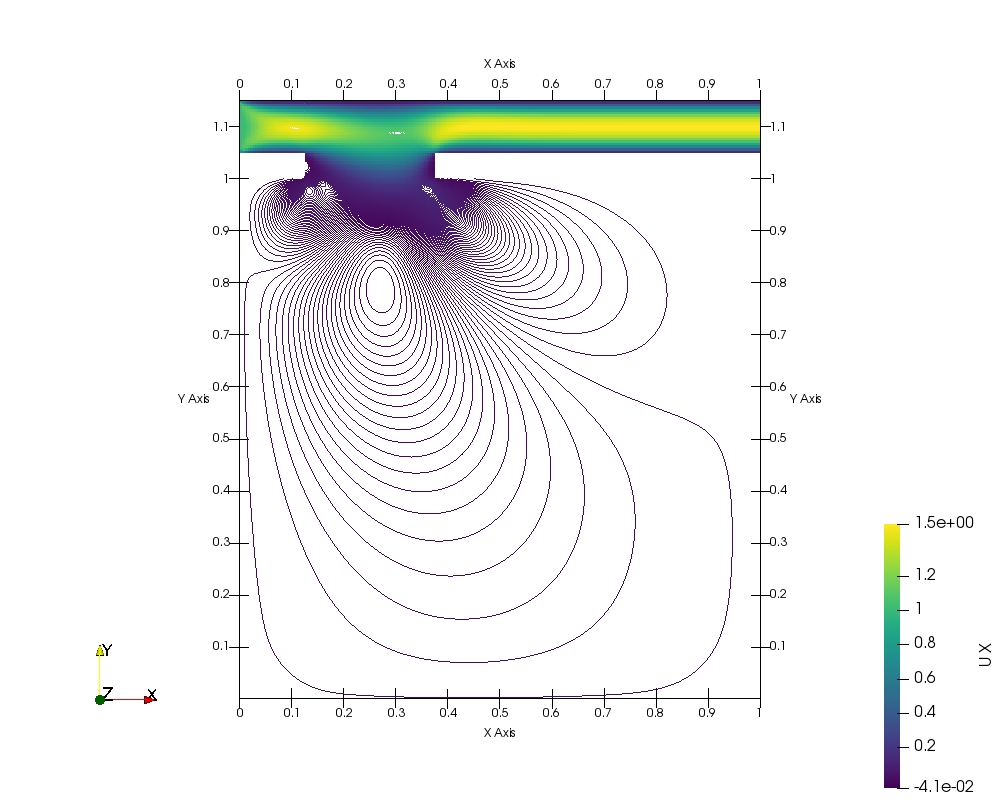 X Axis
0 0.1 0.2 0.3 0.4 0.5 0.6 0.7 0.8 0.9 1
1.1 1.1
1 1
0.9 0.9
0.8 0.8
0.7 0.7
0.6 0.6
Y Axis Y Axis
0.5 0.5
0.4 0.4
0.3 0.3
0.2 0.2
0.1 0.1
0 0.1 0.2 0.3 0.4 0.5 0.6 0.7 0.8 0.9 1
X Axis
Y
Z X
1.5e+00
1.2
1
0.8
0.6
0.4
0.2
-4.1e-02
U X